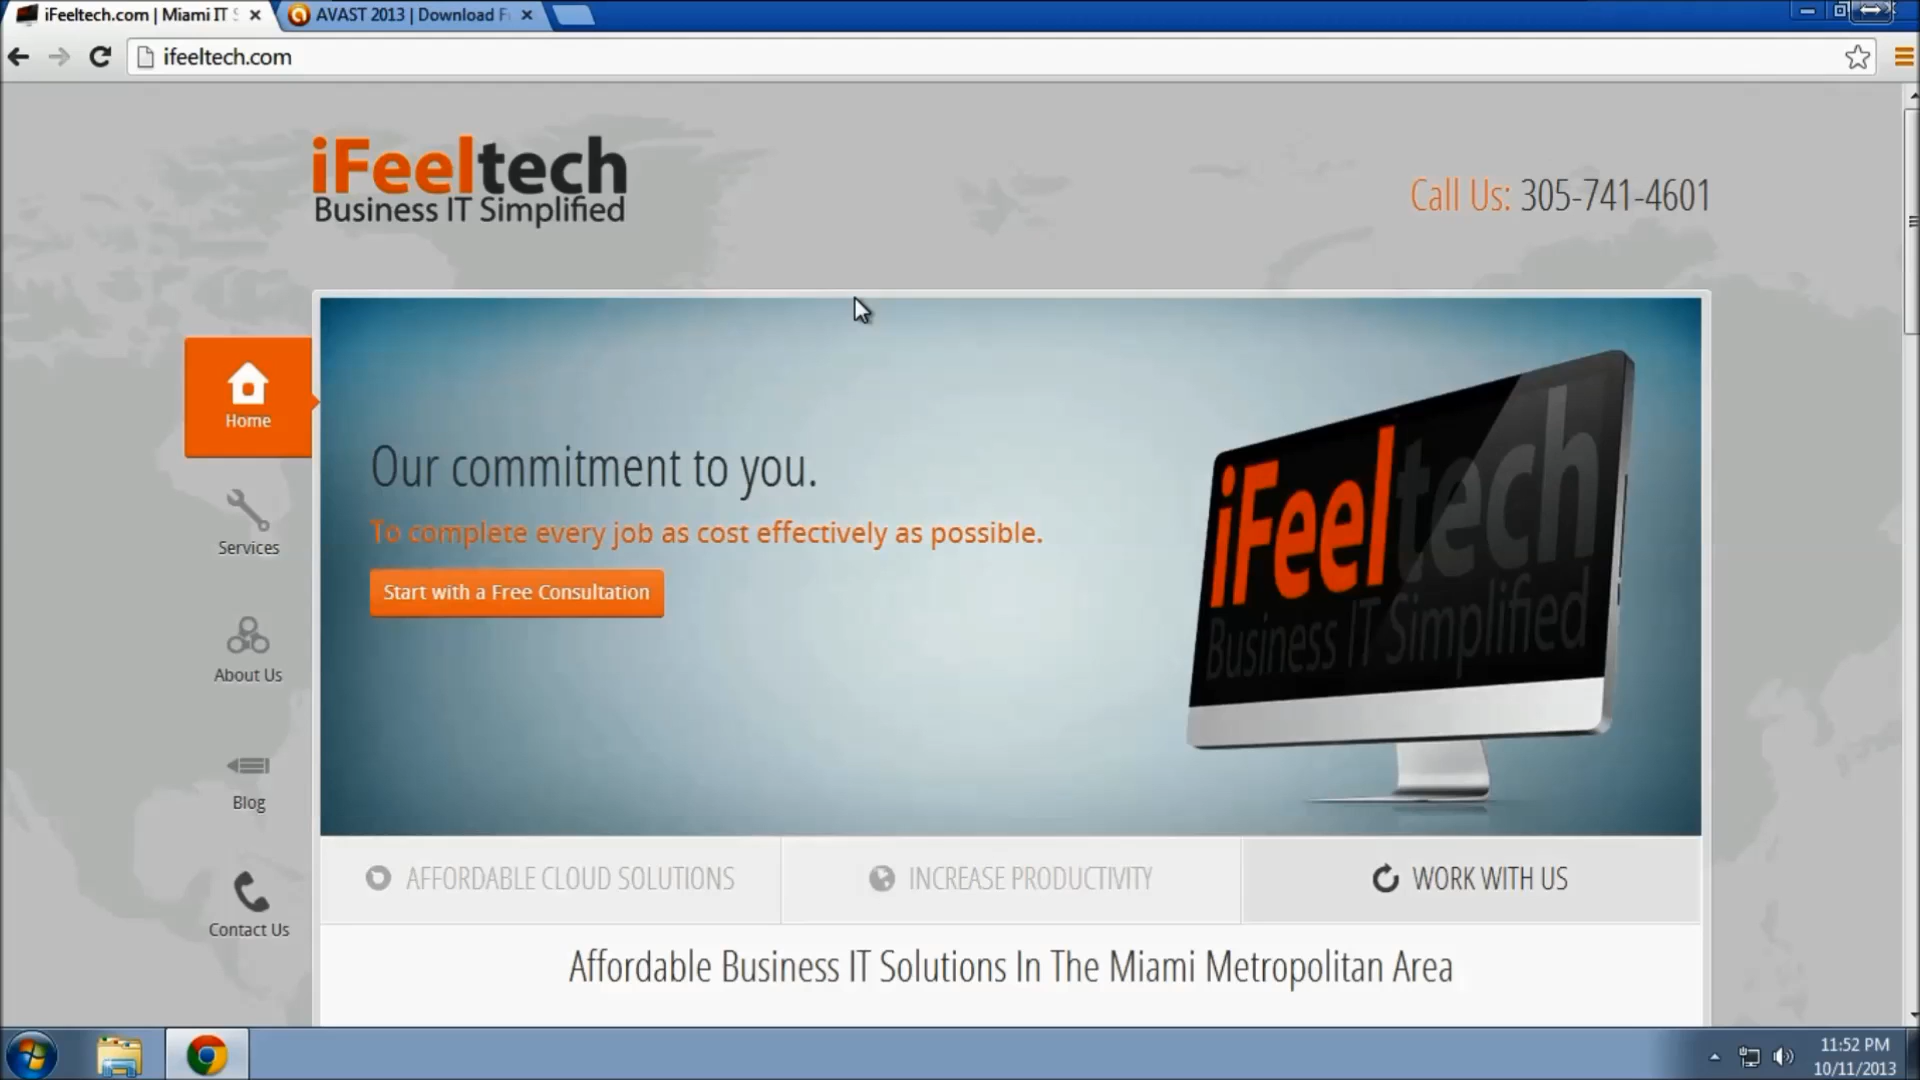 iFeeltech.com | Miami IT S
AVAST 2013 | Download F
ifeeltech.com
iFeeltech
Business IT Simplified
Call Us: 305-741-4601
Home
Services
About Us
Blog
Contact Us
Our commitment to you.
To complete every job as cost effectively as possible.
Start with a Free Consultation
iFeeltech
Business IT Simplified
AFFORDABLE CLOUD SOLUTIONS
INCREASE PRODUCTIVITY
WORK WITH US
Affordable Business IT Solutions In The Miami Metropolitan Area
11:52 PM
10/11/2013